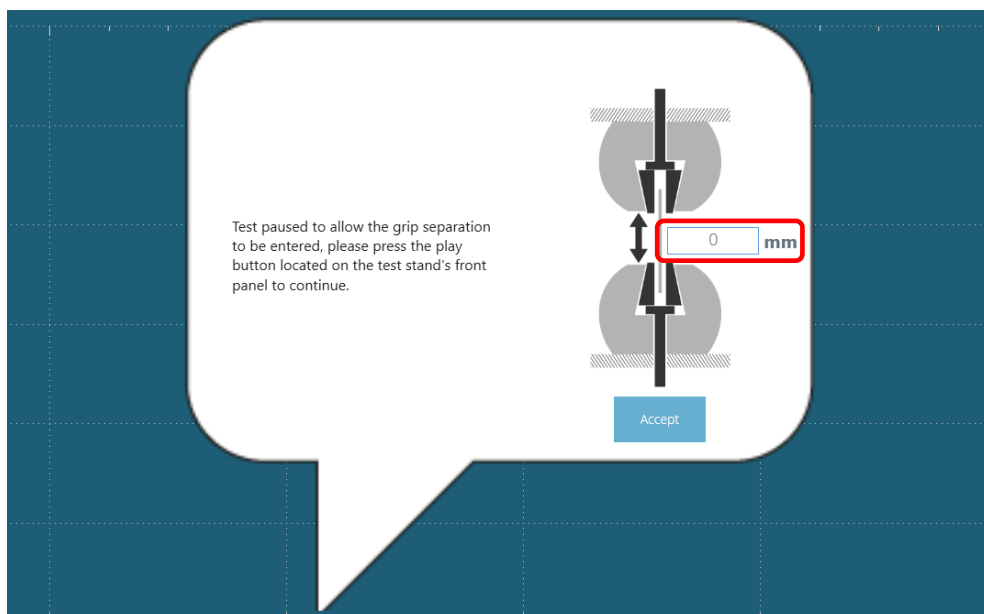 Test paused to allow the grip separation
to be entered, please press the play
button located on the test stand's front
panel to continue.
0 mm
Accept